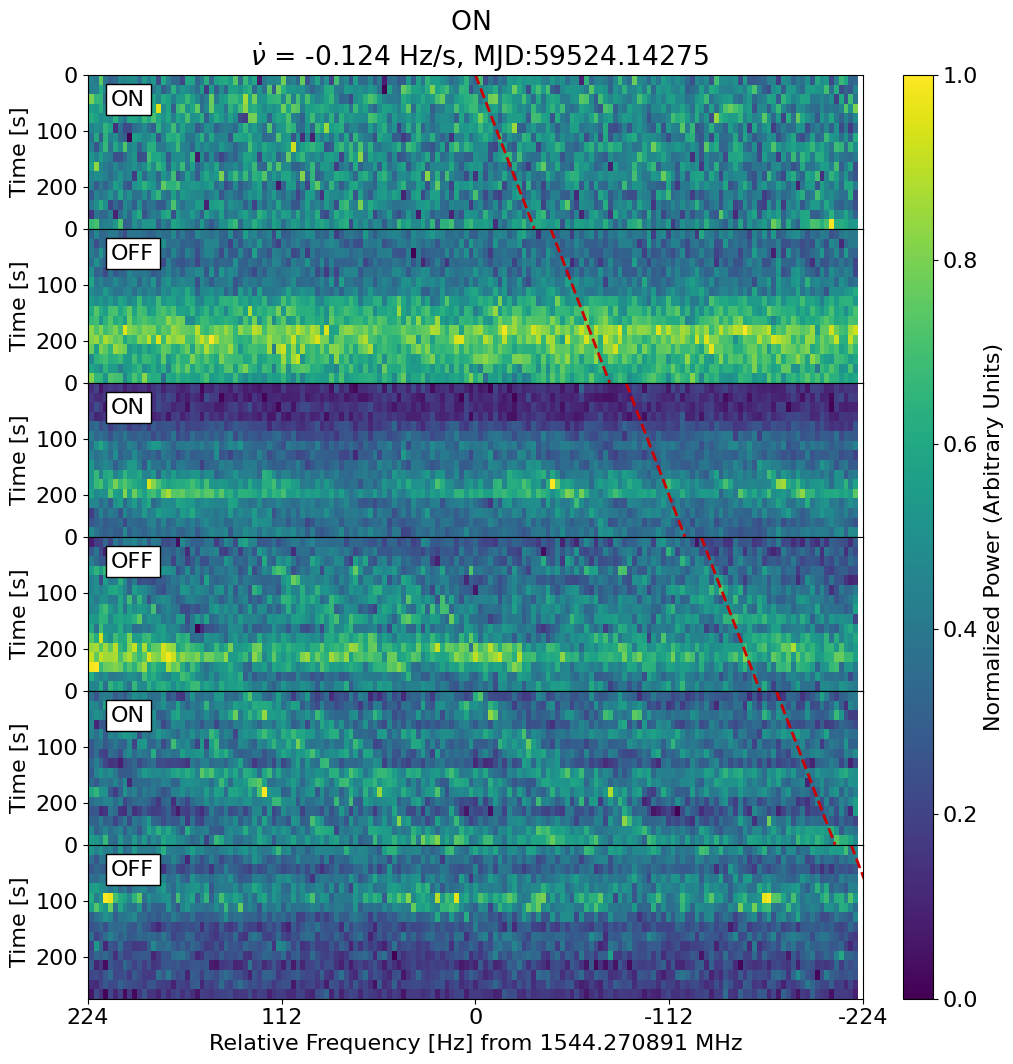 ON
ν̇ = -0.124 Hz/s, MJD:59524.14275
0
100
200
Time [s]
ON
0
100
200
Time [s]
OFF
0
100
200
Time [s]
ON
0
100
200
Time [s]
OFF
0
100
200
Time [s]
ON
0
100
200
Time [s]
OFF
224 112 0 -112 -224
Relative Frequency [Hz] from 1544.270891 MHz
1.0
0.8
0.6
0.4
0.2
0.0
Normalized Power (Arbitrary Units)